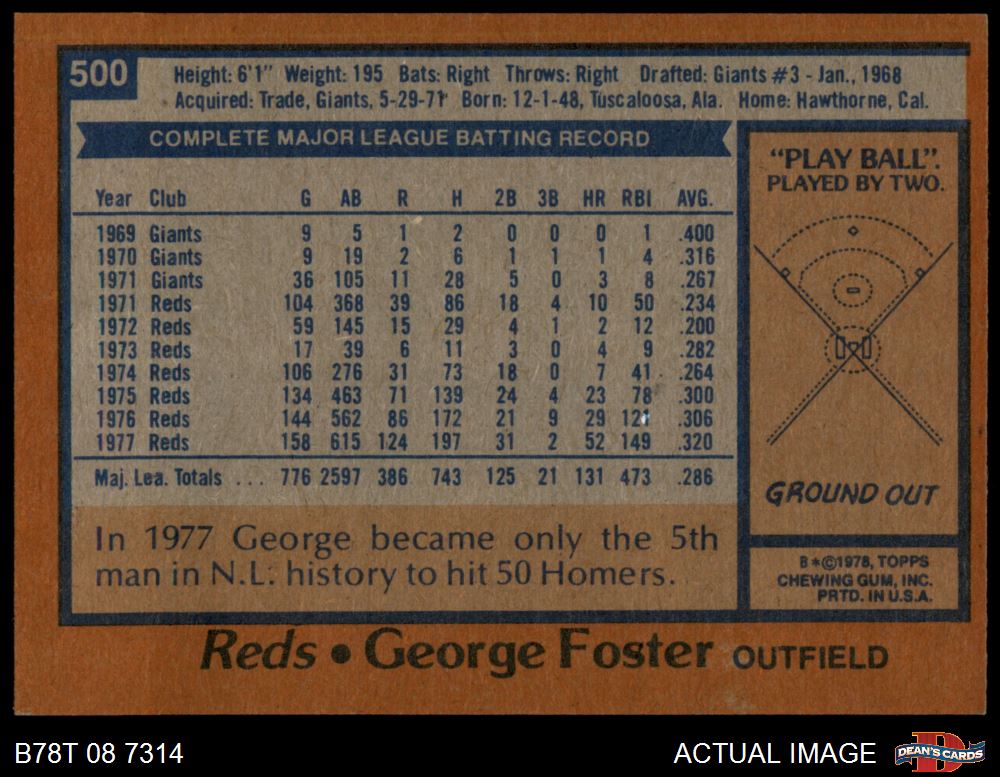 500
Height: 6'1" Weight: 195 Bats: Right Throws: Right Drafted: Giants #3 - Jan., 1968
Acquired: Trade, Giants, 5-29-71 Born: 12-1-48, Tuscaloosa, Ala. Home: Hawthorne, Cal.
COMPLETE MAJOR LEAGUE BATTING RECORD
Year Club G AB R H 2B 3B HR RBI AVG.
1969 Giants 9 5 1 2 0 0 0 1 .400
1970 Giants 9 19 2 6 1 1 1 4 .316
1971 Giants 36 105 11 28 5 0 3 8 .267
1971 Reds 104 368 39 86 18 4 10 50 .234
1972 Reds 59 145 15 29 4 1 2 12 .200
1973 Reds 17 39 6 11 3 0 4 9 .282
1974 Reds 106 276 31 73 18 0 7 41 .264
1975 Reds 134 463 71 139 24 4 23 78 .300
1976 Reds 144 562 86 172 21 9 29 121 .306
1977 Reds 158 615 124 197 31 2 52 149 .320
Maj. Lea. Totals ... 776 2597 386 743 125 21 131 473 .286
In 1977 George became only the 5th
man in N.L. history to hit 50 Homers.
"PLAY BALL".
PLAYED BY TWO.
GROUND OUT
B*©1978, TOPPS
CHEWING GUM, INC.
PRTD. IN U.S.A.
Reds • George Foster OUTFIELD
B78T 08 7314
ACTUAL IMAGE
D
DEAN'S CARDS